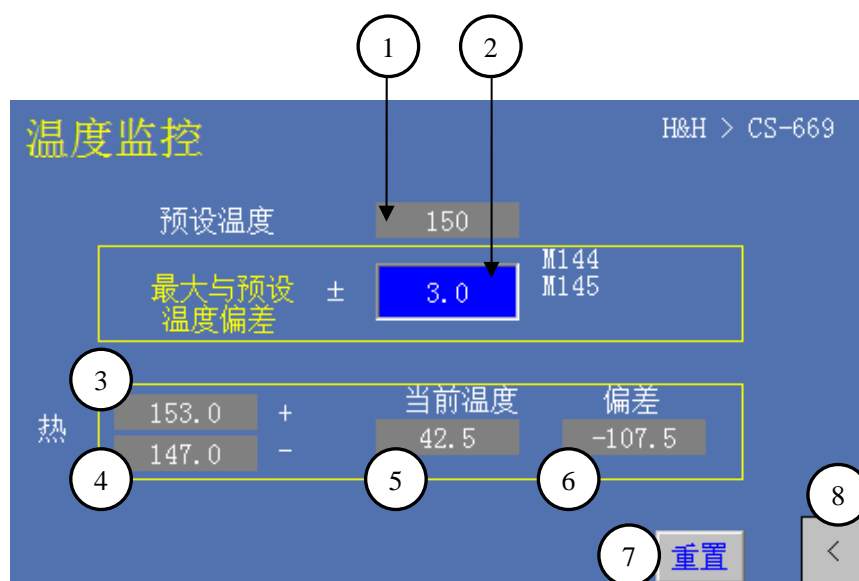 1 2
温度监控 H&H > CS-669
预设温度 150
最大与预设 ± 3.0 M144
温度偏差 M145
3 当前温度 偏差
热 153.0 + 42.5 -107.5
147.0 -
4 5 6
7 重置 8 <